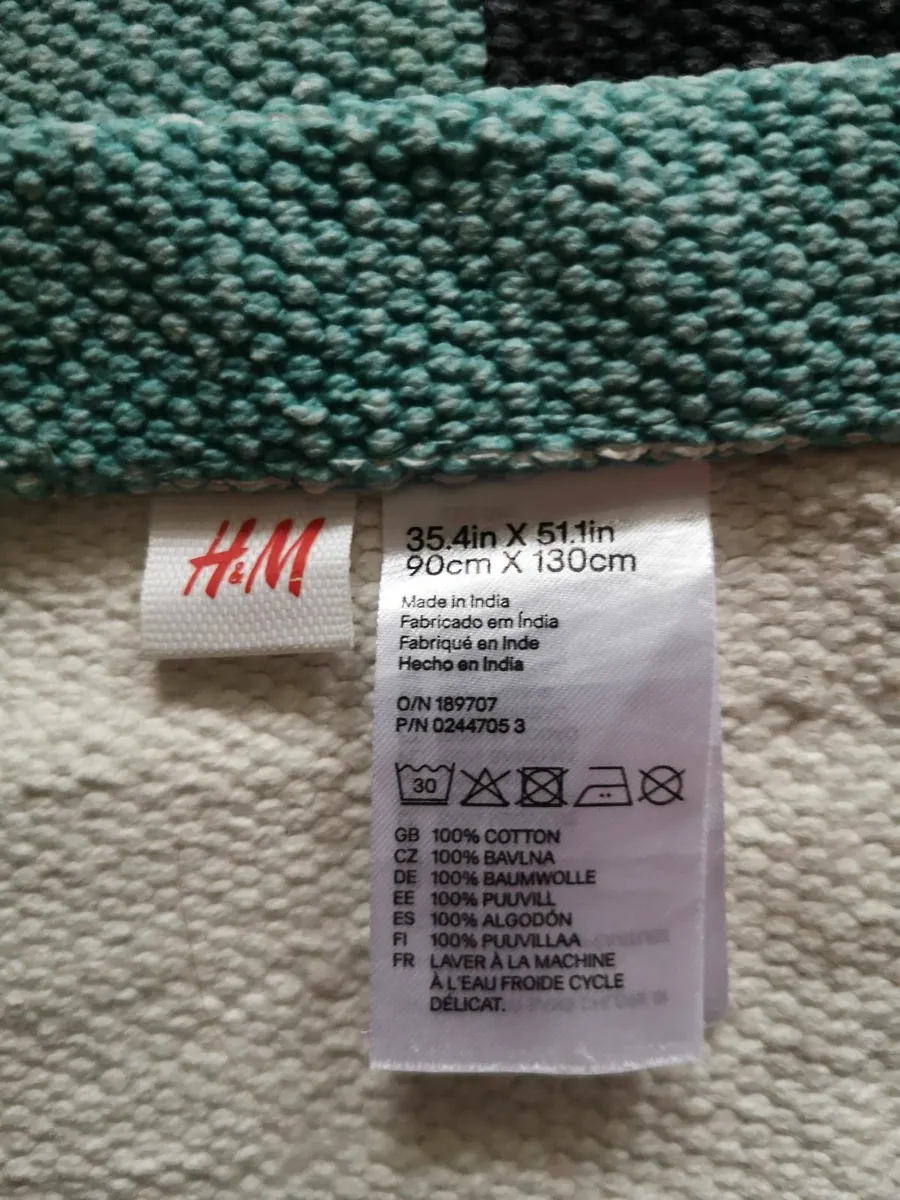 H&M
35.4in X 51.1in
90cm X 130cm
Made in India
Fabricado em Índia
Fabriqué en Inde
Hecho en India
O/N 189707
P/N 0244705 3
30
GB 100% COTTON
CZ 100% BAVLNA
DE 100% BAUMWOLLE
EE 100% PUUVILL
ES 100% ALGODÓN
FI 100% PUUVILLAA
FR LAVER À LA MACHINE
À L'EAU FROIDE CYCLE
DÉLICAT.